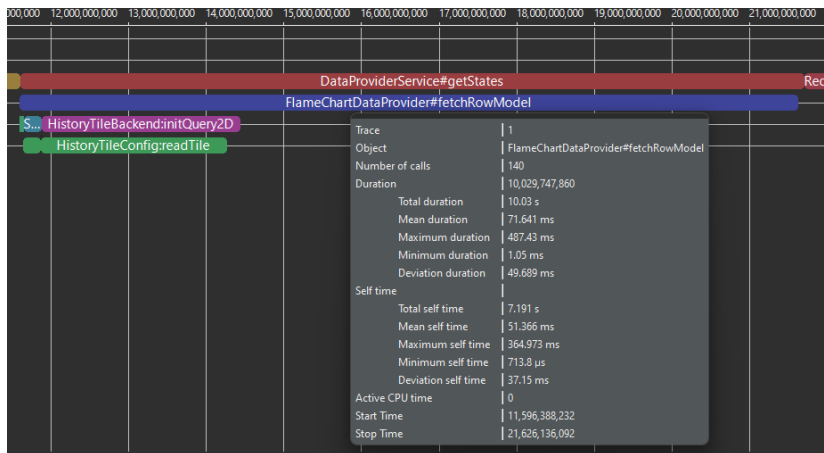 000,000 12,000,000,000 13,000,000,000 14,000,000,000 15,000,000,000 16,000,000,000 17,000,000,000 18,000,000,000 19,000,000,000 20,000,000,000 21,000,000,000
DataProviderService#getStates Rec
FlameChartDataProvider#fetchRowModel
S... HistoryTileBackend:initQuery2D
HistoryTileConfig:readTile
Trace 1
Object FlameChartDataProvider#fetchRowModel
Number of calls 140
Duration 10,029,747,860
Total duration 10.03 s
Mean duration 71.641 ms
Maximum duration 487.43 ms
Minimum duration 1.05 ms
Deviation duration 49.689 ms
Self time
Total self time 7.191 s
Mean self time 51.366 ms
Maximum self time 364.973 ms
Minimum self time 713.8 µs
Deviation self time 37.15 ms
Active CPU time 0
Start Time 11,596,388,232
Stop Time 21,626,136,092